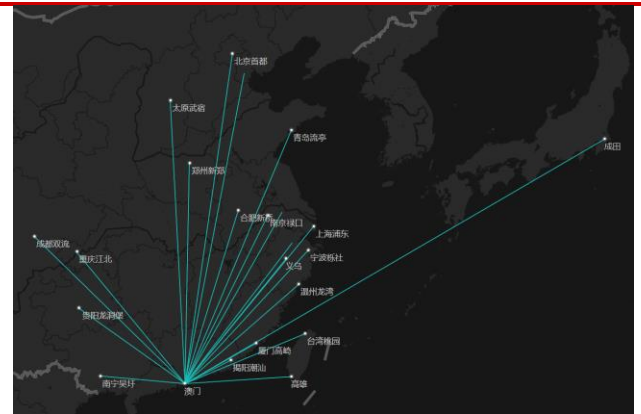 北京首都
太原武宿
青岛流亭
成田
郑州新郑
合肥新桥
南京禄口
上海浦东
成都双流
宁波栎社
重庆江北
义乌
温州龙湾
贵阳龙洞堡
台湾桃园
厦门高崎
揭阳潮汕
南宁吴圩
高雄
澳门